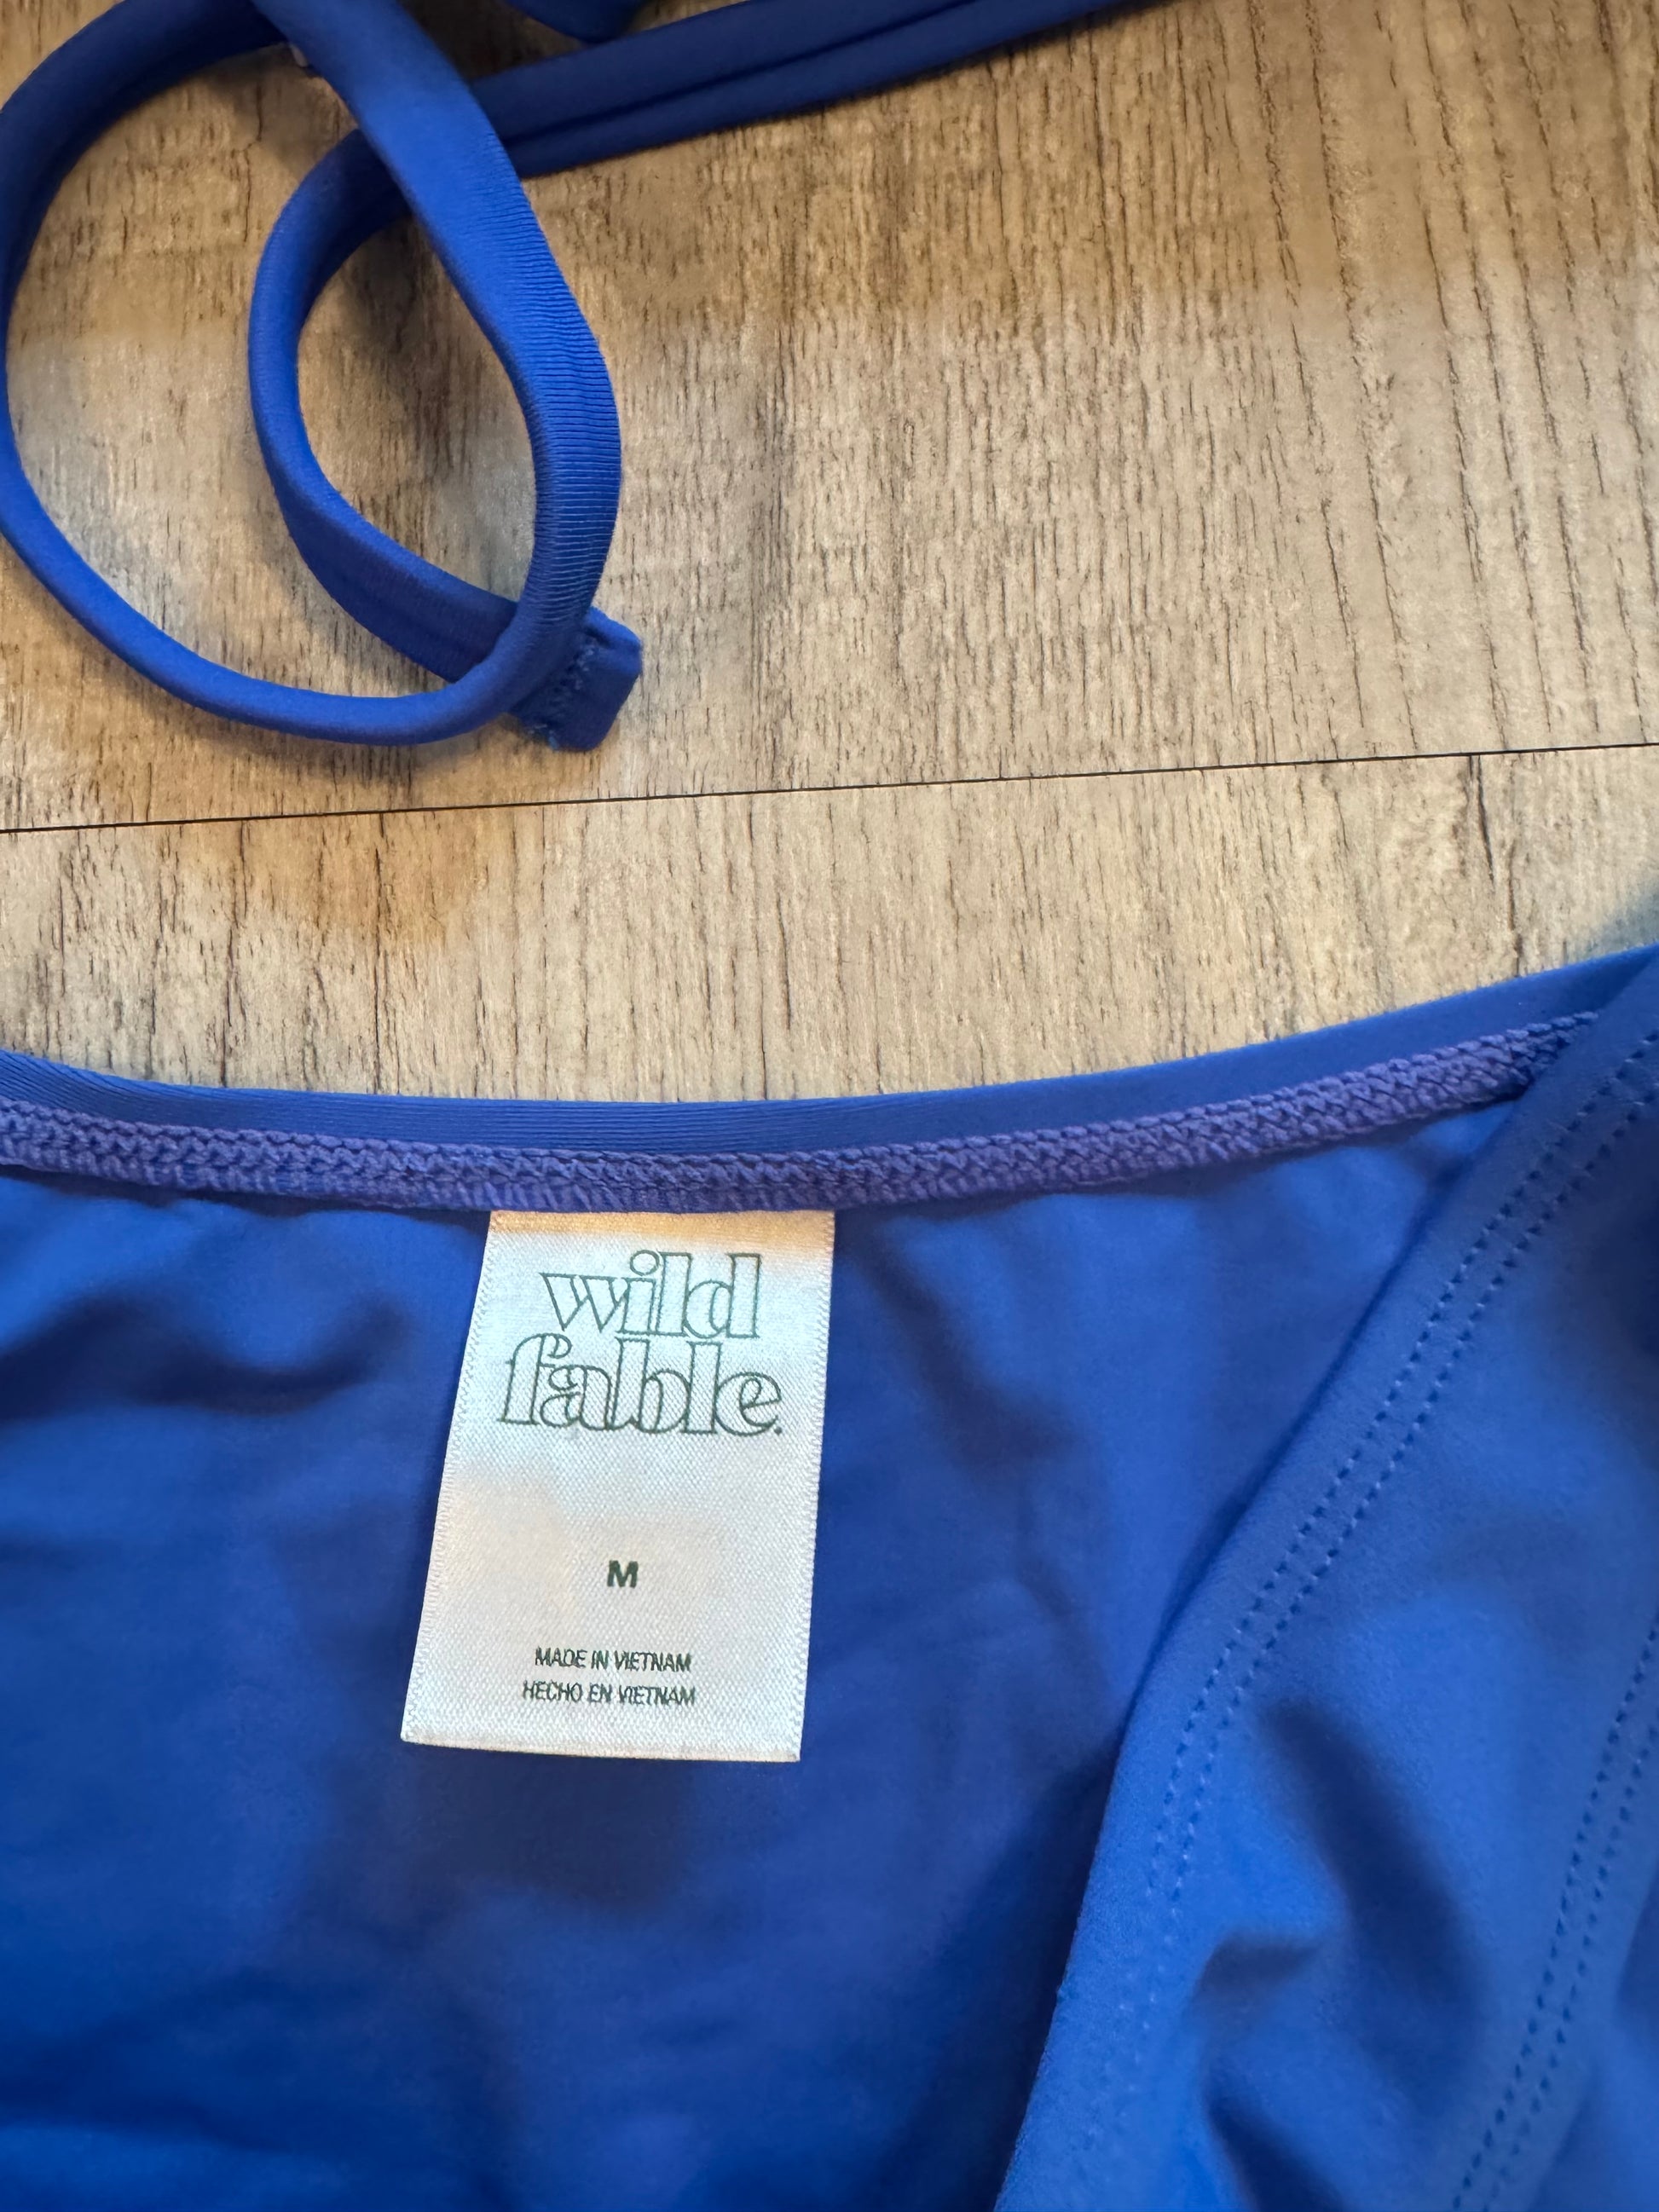 wild
fable.
M
MADE IN VIETNAM
HECHO EN VIETNAM